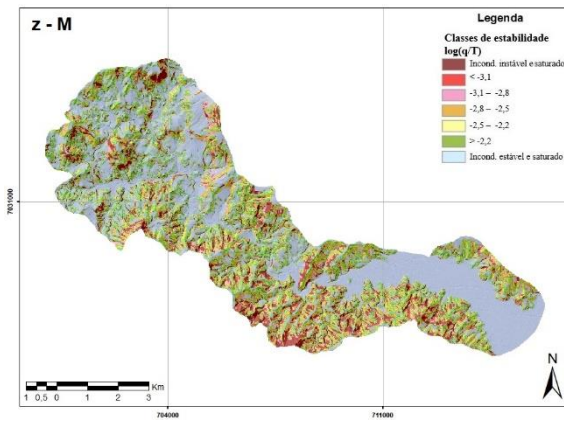 z - M
Legenda
Classes de estabilidade
log(q/T)
Incond. instável e saturado
< -3,1
-3,1 – -2,8
-2,8 – -2,5
-2,5 – -2,2
> -2,2
Incond. estável e saturado
7031000
N
Km
1 0,5 0 1 2 3
704000
711000